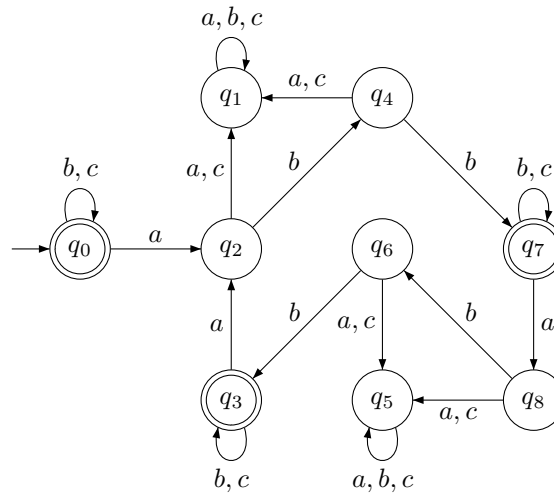 a, b, c
q₁
a, c
q₄
b, c
a, c
b
b
b, c
q₀
a
q₂
q₆
q₇
a
b
a, c
b
a
q₃
q₅
a, c
q₈
b, c
a, b, c